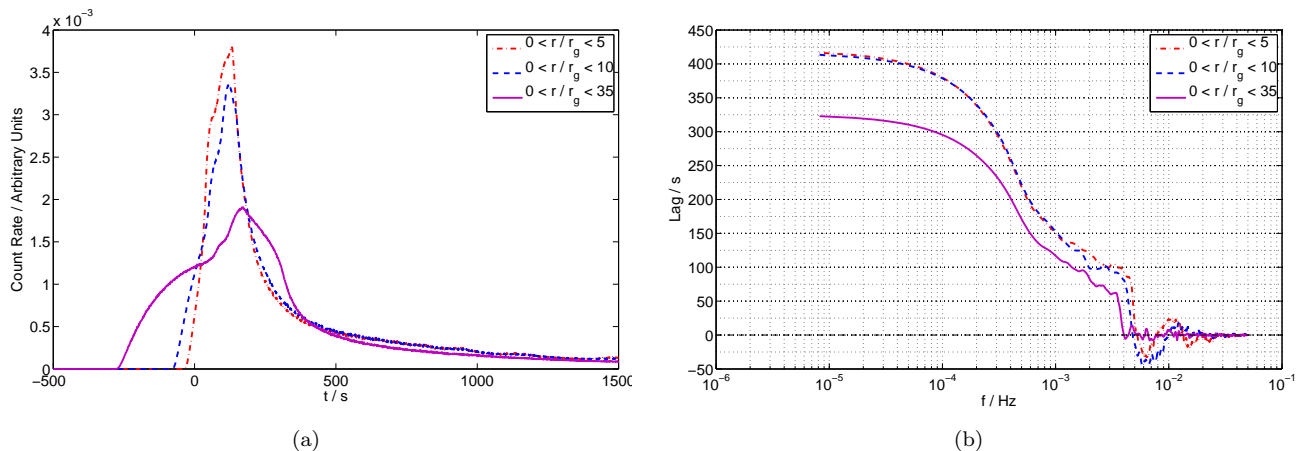 x 10⁻³
4
3.5
3
2.5
2
1.5
1
0.5
0
Count Rate / Arbitrary Units
−500
0
500
1000
1500
t / s
0 < r / r_g < 5
0 < r / r_g < 10
0 < r / r_g < 35
(a)
450
400
350
300
250
200
150
100
50
0
−50
Lag / s
10⁻⁶
10⁻⁵
10⁻⁴
10⁻³
10⁻²
10⁻¹
f / Hz
0 < r / r_g < 5
0 < r / r_g < 10
0 < r / r_g < 35
(b)